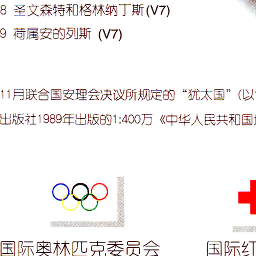 8 圣文森特和格林纳丁斯(V7)
9 荷属安的列斯 (V7)
11月联合国安理会决议所规定的“犹太国”(以
出版社1989年出版的1:400万《中华人民共和国
国际奥林匹克委员会
国际红